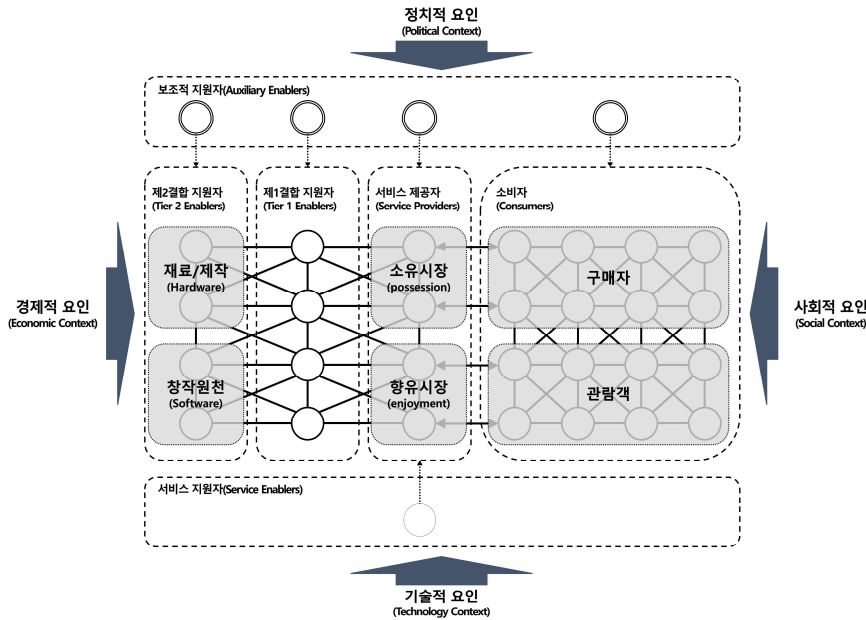 정치적 요인
(Political Context)
보조적 지원자(Auxiliary Enablers)
제2결합 지원자
(Tier 2 Enablers)
제1결합 지원자
(Tier 1 Enablers)
서비스 제공자
(Service Providers)
소비자
(Consumers)
재료/제작
(Hardware)
소유시장
(possession)
구매자
경제적 요인
(Economic Context)
사회적 요인
(Social Context)
창작원천
(Software)
향유시장
(enjoyment)
관람객
서비스 지원자(Service Enablers)
기술적 요인
(Technology Context)